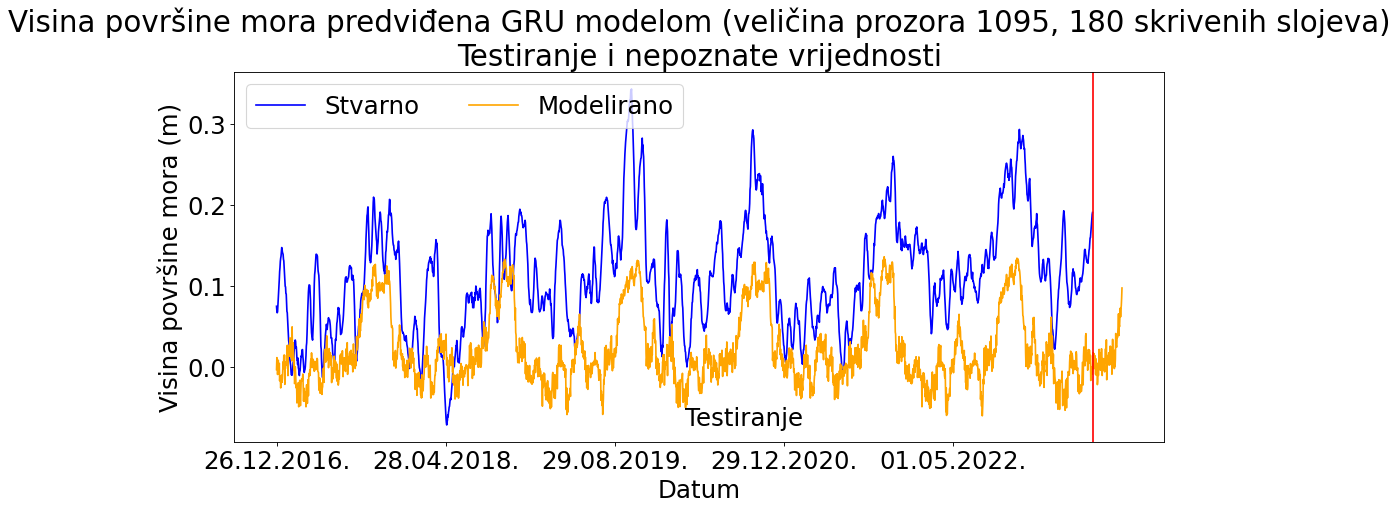 Visina površine mora predviđena GRU modelom (veličina prozora 1095, 180 skrivenih slojeva)
Testiranje i nepoznate vrijednosti
Stvarno
Modelirano
Visina površine mora (m)
0.3
0.2
0.1
0.0
Testiranje
26.12.2016.
28.04.2018.
29.08.2019.
29.12.2020.
01.05.2022.
Datum